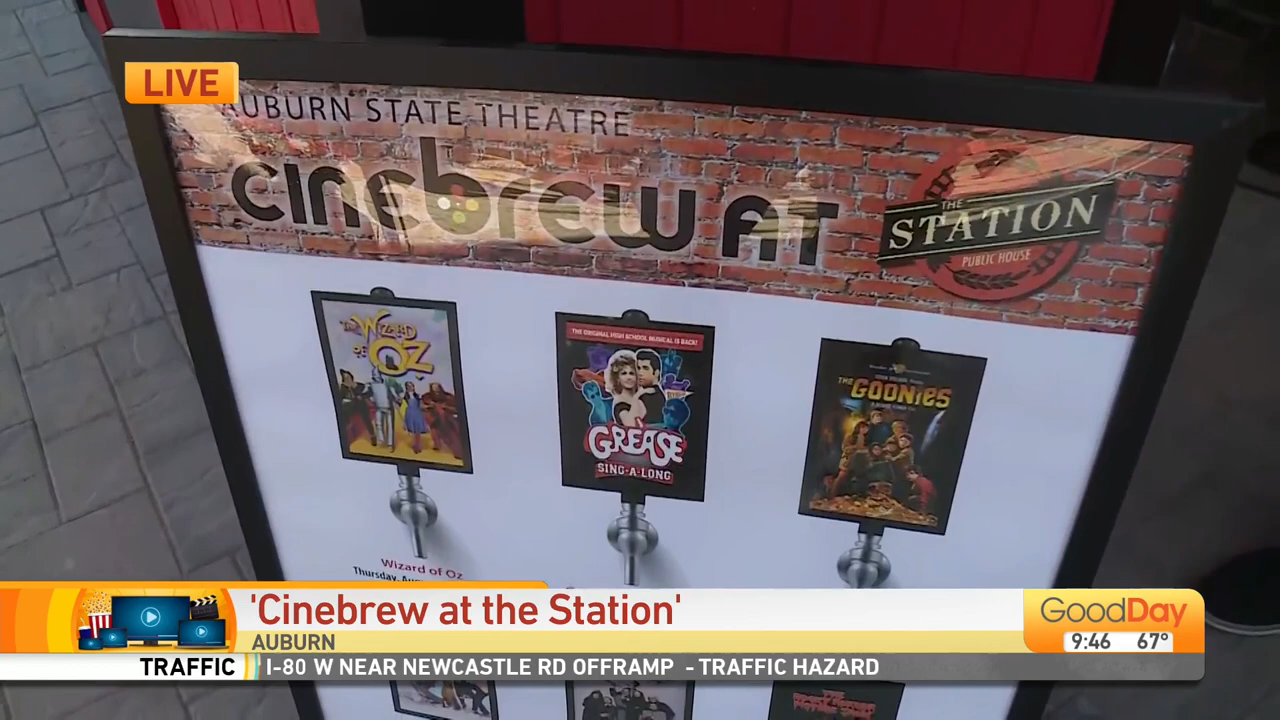 LIVE
AUBURN STATE THEATRE
cinebrew AT
THE
STATION
PUBLIC HOUSE
THE WIZARD
OF OZ
THE ORIGINAL HIGH SCHOOL MUSICAL IS BACK!
GREASE
SING-A-LONG
THE
GOONIES
Wizard of Oz
Thursday,
'Cinebrew at the Station'
AUBURN
GoodDay
9:46 67°
TRAFFIC I-80 W NEAR NEWCASTLE RD OFFRAMP - TRAFFIC HAZARD